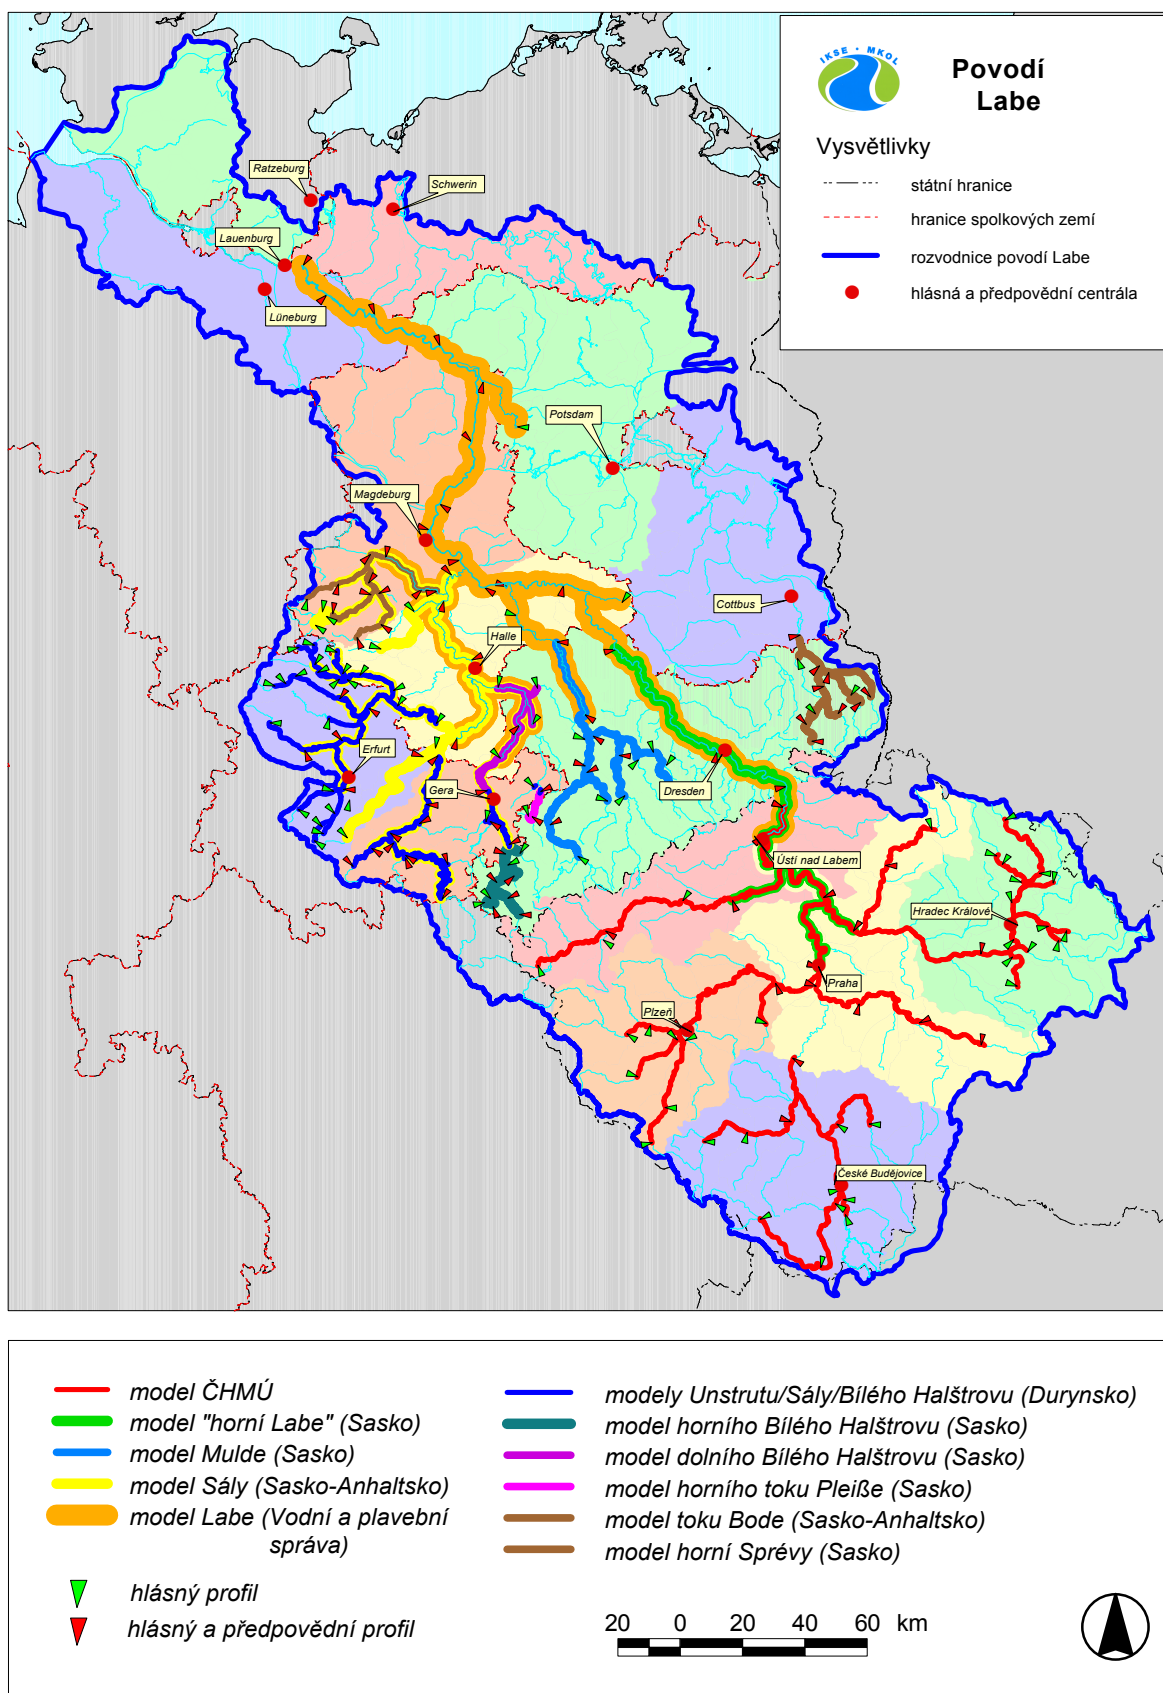 IKSE • MKOL
Povodí
Labe
Vysvětlivky
státní hranice
hranice spolkových zemí
rozvodnice povodí Labe
hlásná a předpovědní centrála
Ratzeburg
Schwerin
Lauenburg
Lüneburg
Potsdam
Magdeburg
Cottbus
Halle
Erfurt
Gera
Dresden
Ústí nad Labem
Hradec Králové
Praha
Plzeň
České Budějovice
model ČHMÚ
model "horní Labe" (Sasko)
model Mulde (Sasko)
model Sály (Sasko-Anhaltsko)
model Labe (Vodní a plavební
správa)
hlásný profil
hlásný a předpovědní profil
modely Unstrutu/Sály/Bílého Halštrovu (Durynsko)
model horního Bílého Halštrovu (Sasko)
model dolního Bílého Halštrovu (Sasko)
model horního toku Pleiße (Sasko)
model toku Bode (Sasko-Anhaltsko)
model horní Sprévy (Sasko)
20 0 20 40 60 km